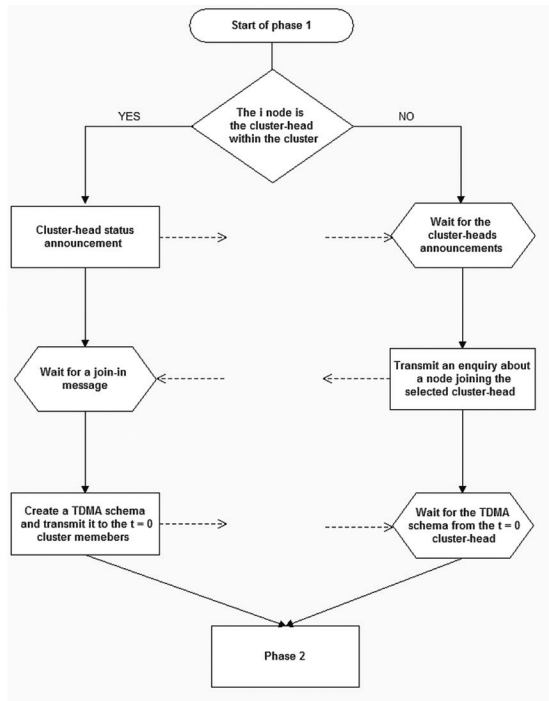 Start of phase 1
The i node is
the cluster-head
within the cluster
YES
NO
Cluster-head status
announcement
Wait for the
cluster-heads
announcements
Wait for a join-in
message
Transmit an enquiry about
a node joining the
selected cluster-head
Create a TDMA schema
and transmit it to the t = 0
cluster memebers
Wait for the TDMA
schema from the t = 0
cluster-head
Phase 2